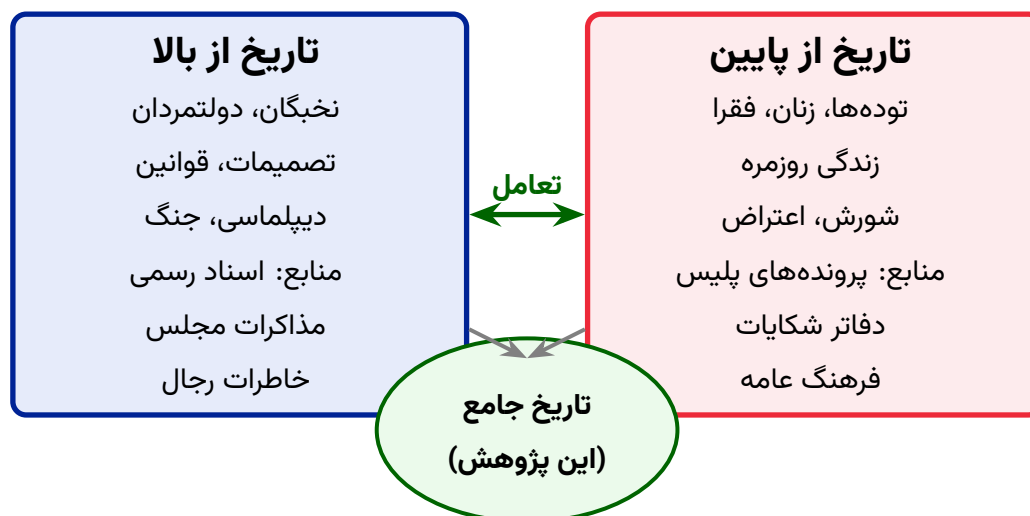 تاریخ از پایین
توده‌ها، زنان، فقرا
زندگی روزمره
شورش، اعتراض
منابع: پرونده‌های پلیس
دفاتر شکایات
فرهنگ عامه
تعامل
تاریخ از بالا
نخبگان، دولتمردان
تصمیمات، قوانین
دیپلماسی، جنگ
منابع: اسناد رسمی
مذاکرات مجلس
خاطرات رجال
تاریخ جامع
(این پژوهش)